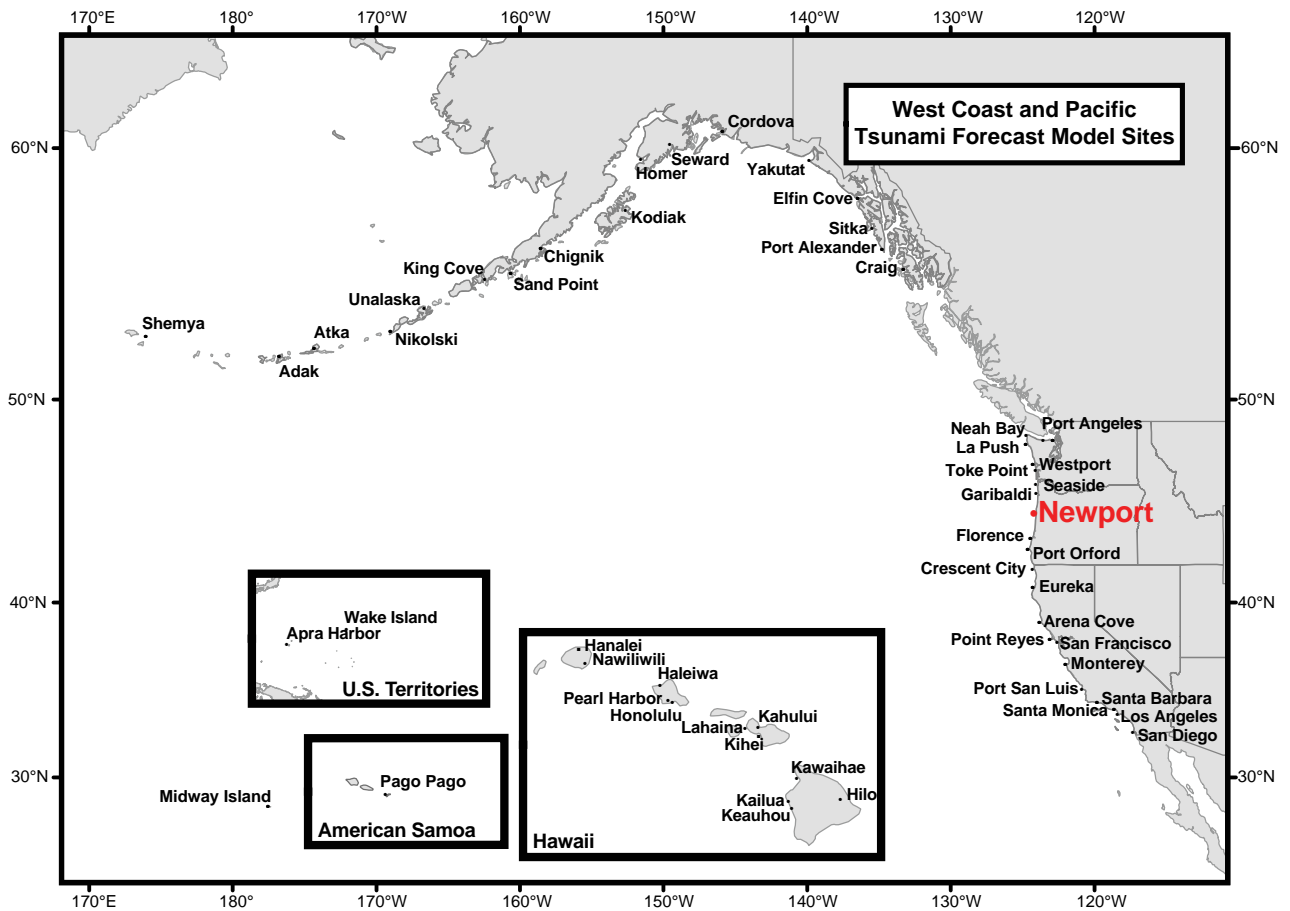 170°E 180° 170°W 160°W 150°W 140°W 130°W 120°W
West Coast and Pacific
Tsunami Forecast Model Sites
60°N 60°N
Cordova
Seward
Homer
Yakutat
Kodiak
Elfin Cove
Sitka
Port Alexander
Craig
Chignik
King Cove
Sand Point
Unalaska
Nikolski
Shemya
Atka
Adak
50°N 50°N
Neah Bay
Port Angeles
La Push
Westport
Toke Point
Seaside
Garibaldi
Newport
Florence
Port Orford
Crescent City
Eureka
40°N 40°N
Arena Cove
Point Reyes
San Francisco
Monterey
Port San Luis
Santa Barbara
Santa Monica
Los Angeles
San Diego
30°N 30°N
Wake Island
Apra Harbor
U.S. Territories
Midway Island
Pago Pago
American Samoa
Hanalei
Nawiliwili
Haleiwa
Pearl Harbor
Honolulu
Kahului
Lahaina
Kihei
Kawaihae
Kailua
Hilo
Keauhou
Hawaii
170°E 180° 170°W 160°W 150°W 140°W 130°W 120°W